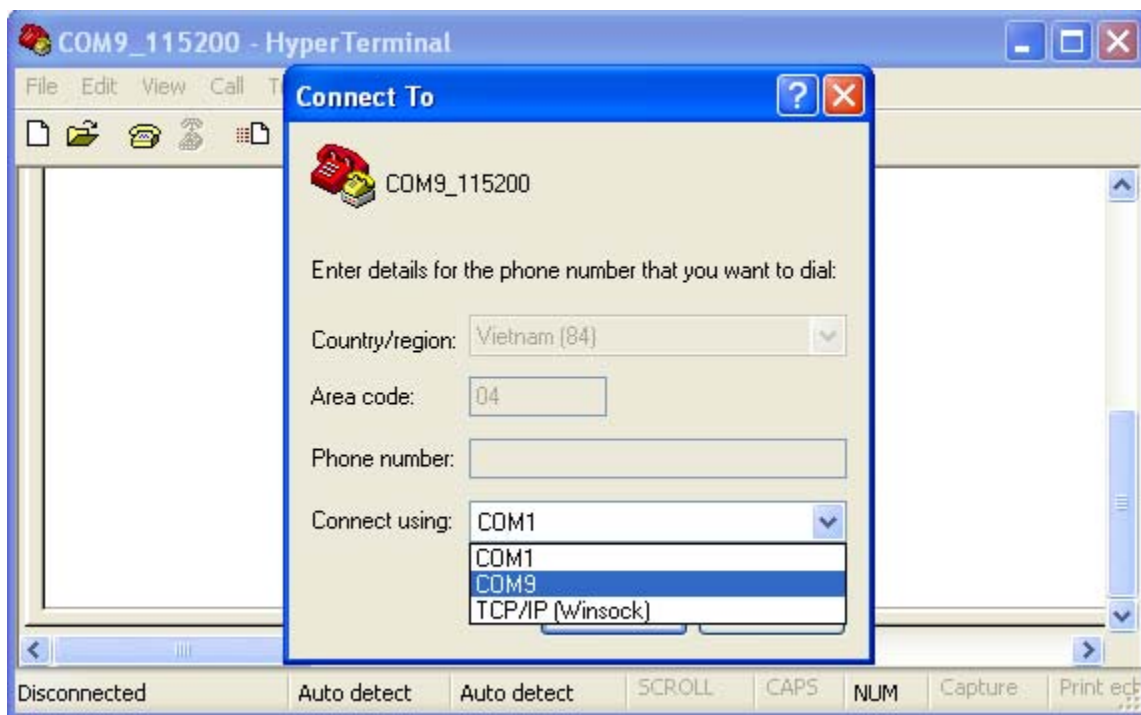 COM9_115200 - HyperTerminal
File Edit View Call
Connect To
COM9_115200
Enter details for the phone number that you want to dial:
Country/region: Vietnam (84)
Area code: 04
Phone number:
Connect using: COM1
COM1
COM9
TCP/IP (Winsock)
Disconnected Auto detect Auto detect SCROLL CAPS NUM Capture Print